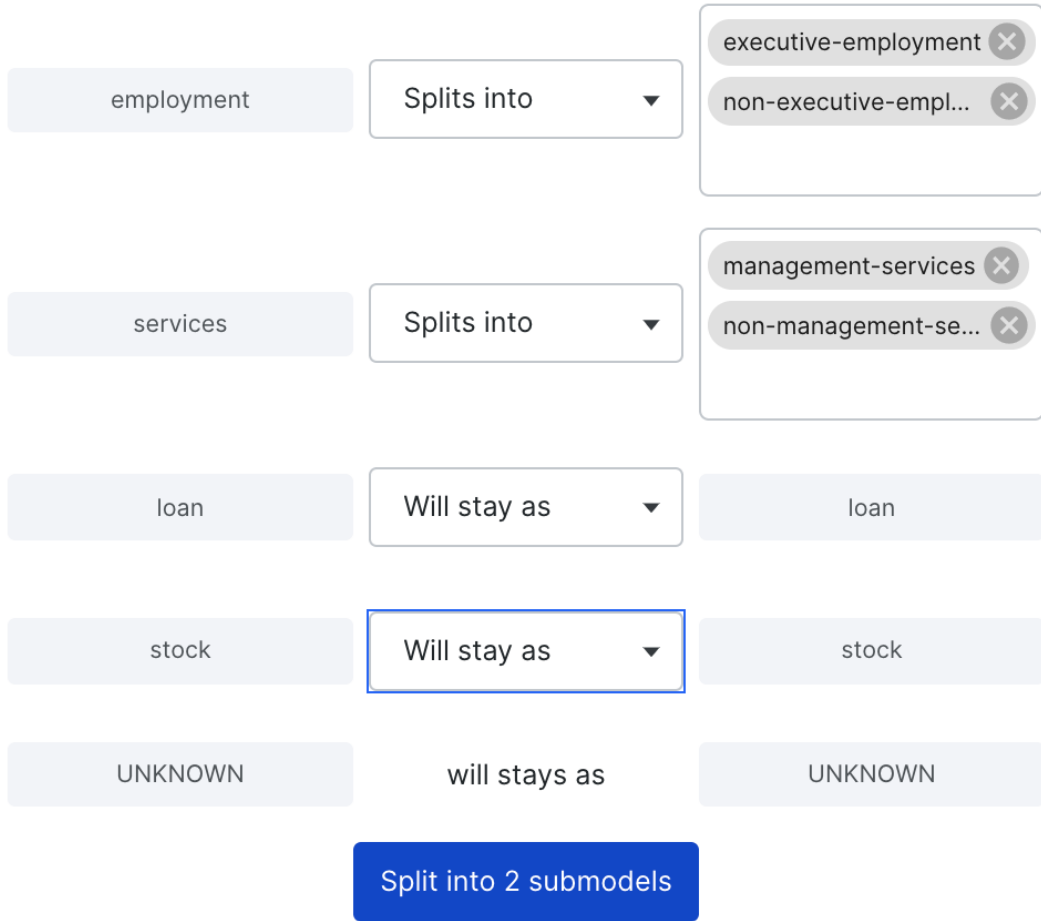 executive-employment
employment
Splits into
non-executive-empl...
management-services
services
Splits into
non-management-se...
loan
Will stay as
loan
stock
Will stay as
stock
UNKNOWN
will stays as
UNKNOWN
Split into 2 submodels